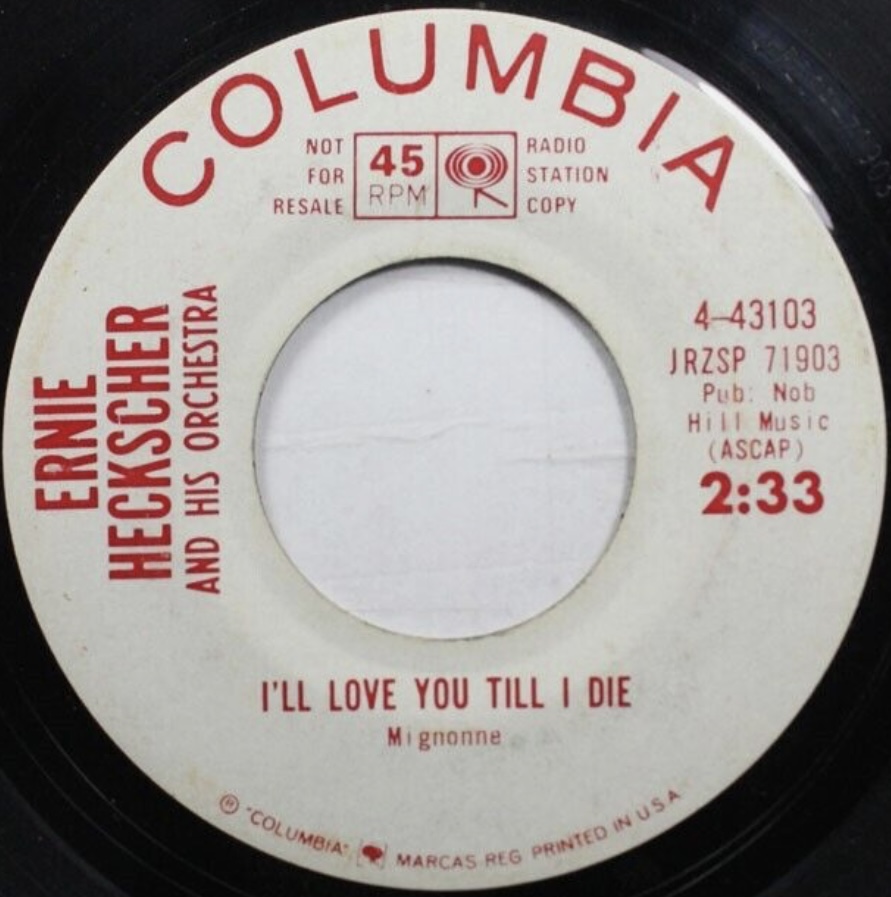 COLUMBIA
NOT
FOR
RESALE
45
RPM
RADIO
STATION
COPY
ERNIE
HECKSCHER
AND HIS ORCHESTRA
4-43103
JRZSP 71903
Pub: Nob
Hill Music
(ASCAP)
2:33
I'LL LOVE YOU TILL I DIE
Mignonne
® "COLUMBIA" MARCAS REG PRINTED IN U.S.A.